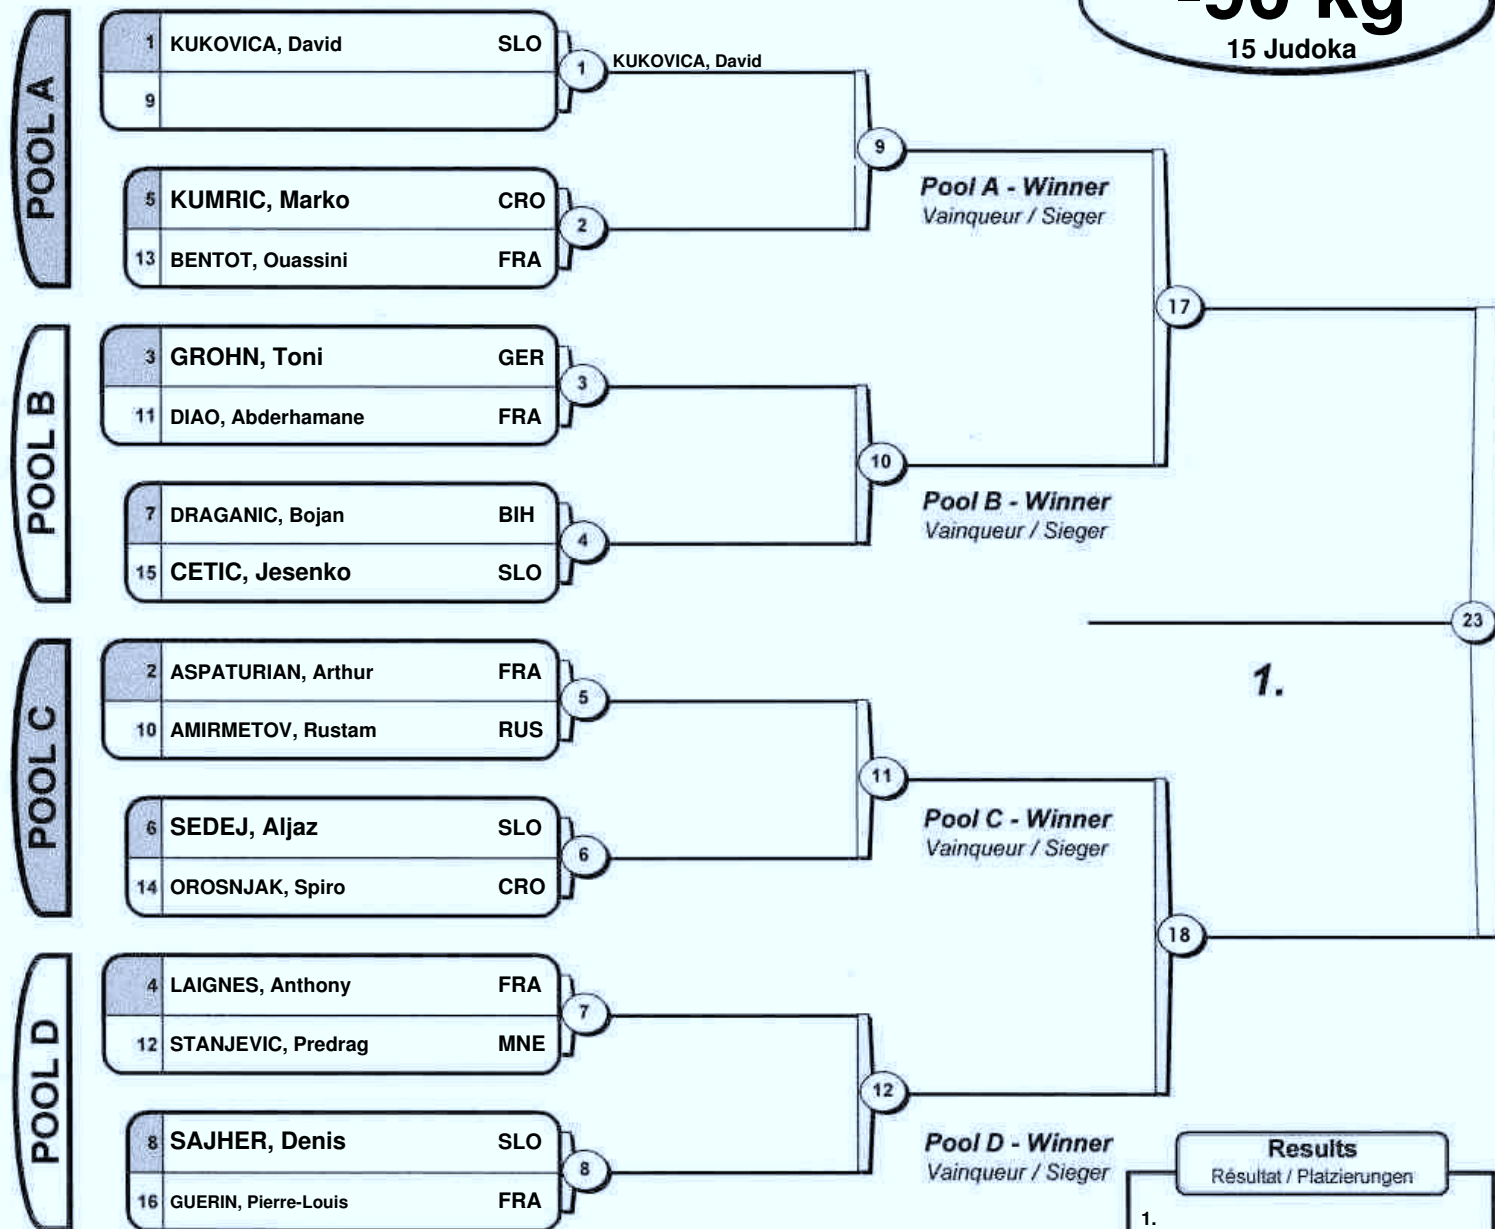 -90 kg
15 Judoka
POOL A
1 KUKOVICA, David SLO
9
1 KUKOVICA, David
5 KUMRIC, Marko CRO
13 BENTOT, Ouassini FRA
2
9
Pool A - Winner
Vainqueur / Sieger
17
POOL B
3 GROHN, Toni GER
11 DIAO, Abderhamane FRA
3
7 DRAGANIC, Bojan BIH
15 CETIC, Jesenko SLO
4
10
Pool B - Winner
Vainqueur / Sieger
23
1.
POOL C
2 ASPATURIAN, Arthur FRA
10 AMIRMETOV, Rustam RUS
5
6 SEDEJ, Aljaz SLO
14 OROSNJAK, Spiro CRO
6
11
Pool C - Winner
Vainqueur / Sieger
18
POOL D
4 LAIGNES, Anthony FRA
12 STANJEVIC, Predrag MNE
7
8 SAJHER, Denis SLO
16 GUERIN, Pierre-Louis FRA
8
12
Pool D - Winner
Vainqueur / Sieger
Results
Résultat / Platzierungen
1.